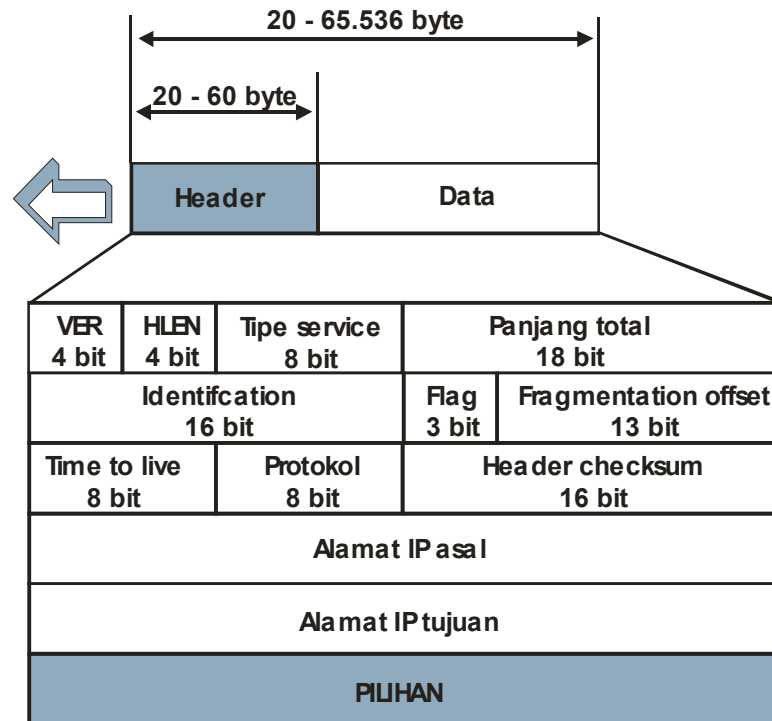 20 - 65.536 byte
20 - 60 byte
Header
Data
VER
4 bit
HLEN
4 bit
Tipe service
8 bit
Panjang total
18 bit
Identifcation
16 bit
Flag
3 bit
Fragmentation offset
13 bit
Time to live
8 bit
Protokol
8 bit
Header checksum
16 bit
Alamat IP asal
Alamat IP tujuan
PILIHAN